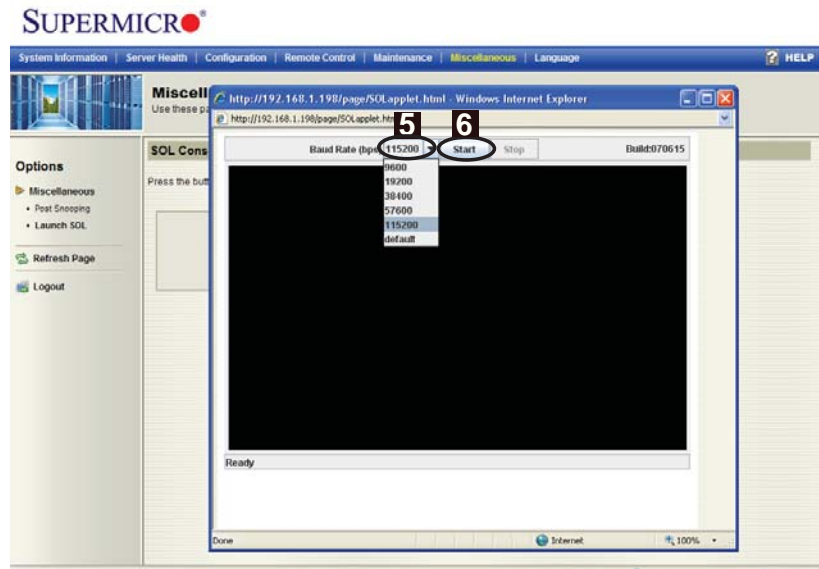 SUPERMICRO
System Information | Server Health | Configuration | Remote Control | Maintenance | Miscellaneous | Language HELP
Miscell
Use these pa
http://192.168.1.198/page/SOLapplet.html - Windows Internet Explorer
http://192.168.1.198/page/SOLapplet.htm
5 6
SOL Cons
Baud Rate (bps 115200 Start Stop Build:070615
9600
19200
38400
57600
115200
default
Press the butt
Options
Miscellaneous
• Post Snooping
• Launch SOL
Refresh Page
Logout
Ready
Done Internet 100%